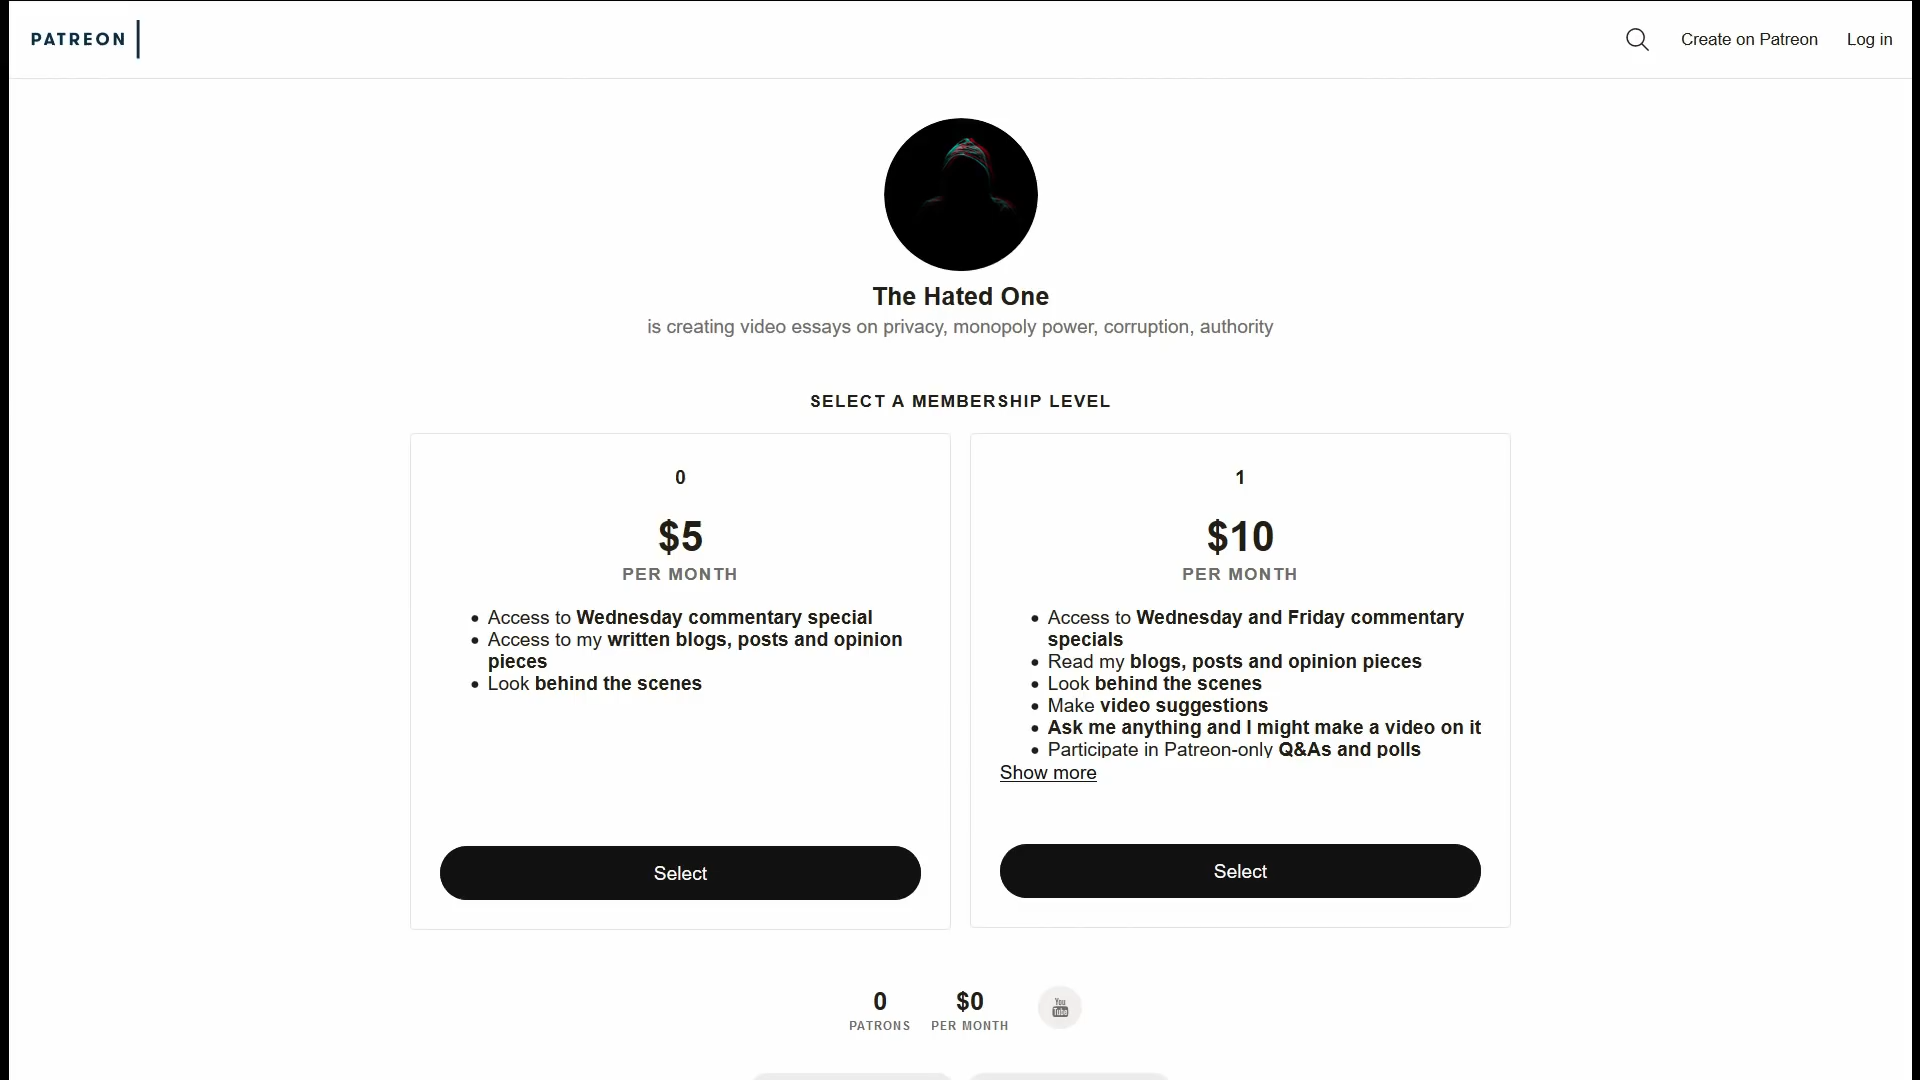 PATREON
Create on Patreon
Log in
The Hated One
is creating video essays on privacy, monopoly power, corruption, authority
SELECT A MEMBERSHIP LEVEL
0
$5
PER MONTH
Access to Wednesday commentary special
Access to my written blogs, posts and opinion
pieces
Look behind the scenes
Select
1
$10
PER MONTH
Access to Wednesday and Friday commentary
specials
Read my blogs, posts and opinion pieces
Look behind the scenes
Make video suggestions
Ask me anything and I might make a video on it
Participate in Patreon-only Q&As and polls
Show more
Select
0
PATRONS
$0
PER MONTH
You
Tube